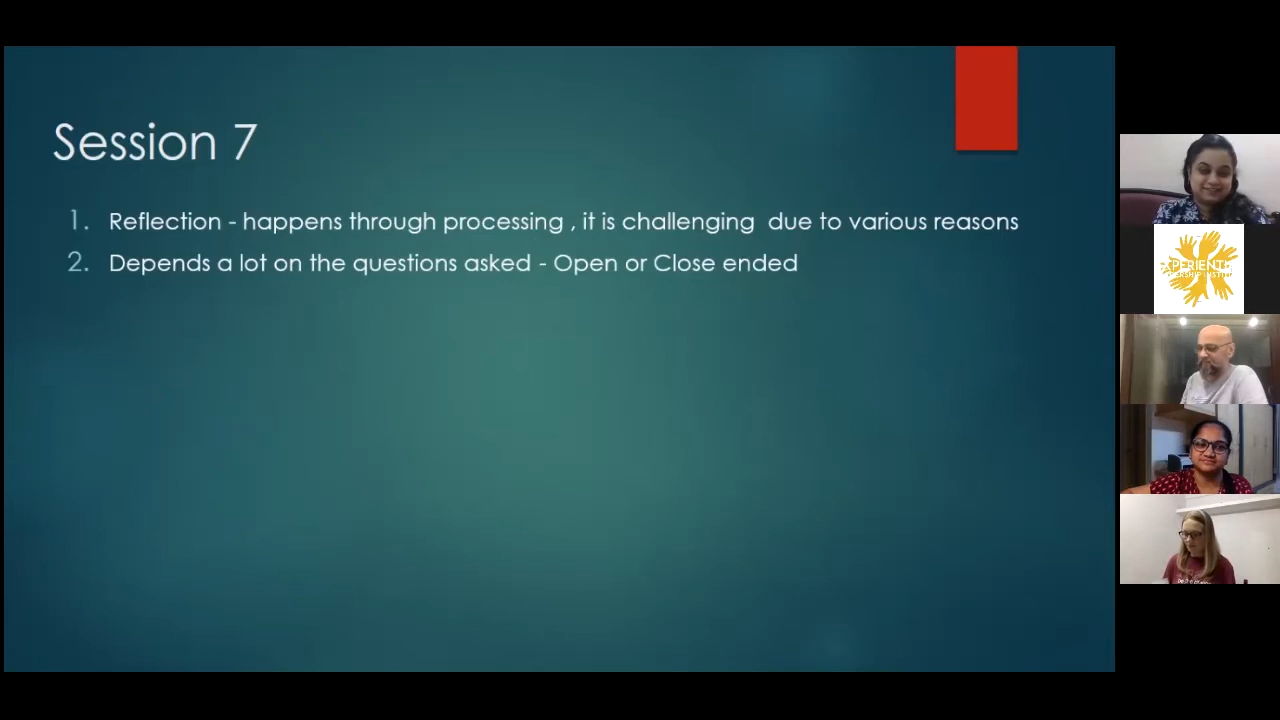 Session 7
1. Reflection - happens through processing , it is challenging due to various reasons
2. Depends a lot on the questions asked - Open or Close ended